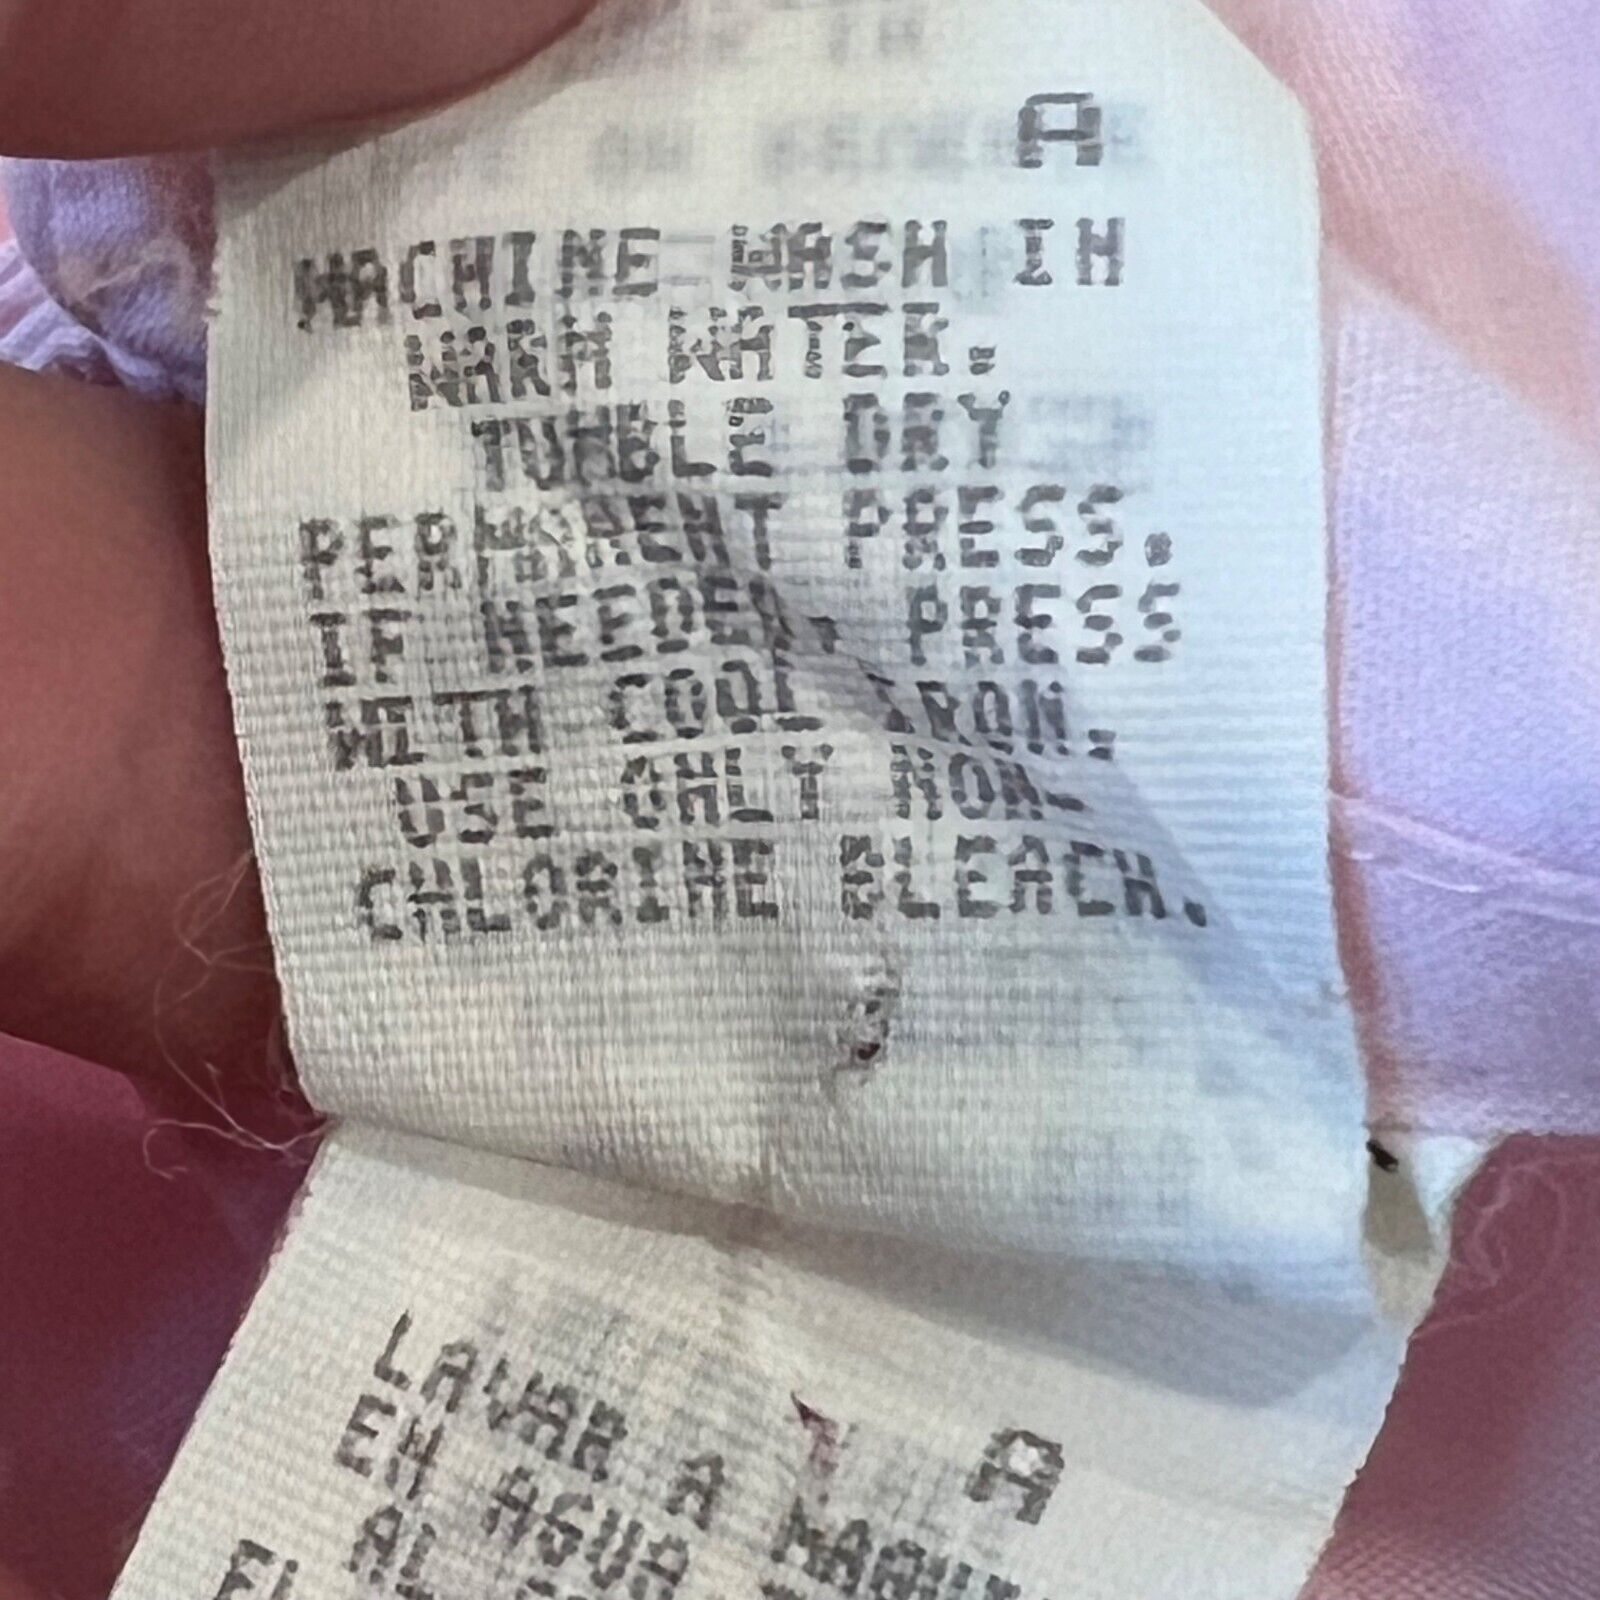 A
MACHINE WASH IN
WARM WATER.
TUMBLE DRY
PERMANENT PRESS.
IF NEEDED, PRESS
WITH COOL IRON.
USE ONLY NON-
CHLORINE BLEACH.
A
LAVAR A
EN AGUA
AL